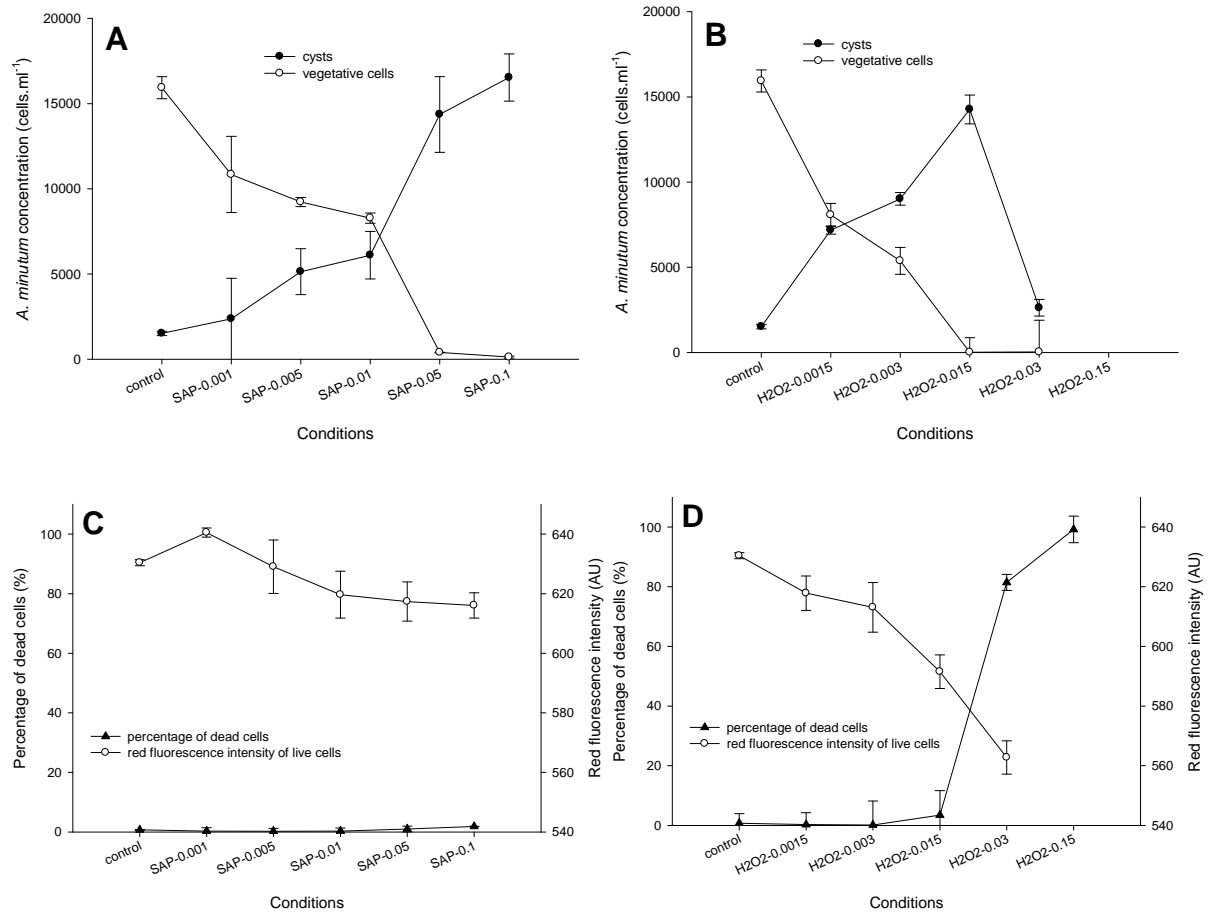 A
cysts
vegetative cells
A. minutum concentration (cells.ml-1)
20000
15000
10000
5000
0
control
SAP-0.001
SAP-0.005
SAP-0.01
SAP-0.05
SAP-0.1
Conditions
B
cysts
vegetative cells
A. minutum concentration (cells.ml-1)
20000
15000
10000
5000
0
control
H2O2-0.0015
H2O2-0.003
H2O2-0.015
H2O2-0.03
H2O2-0.15
Conditions
C
Percentage of dead cells (%)
100
80
60
40
20
0
percentage of dead cells
red fluorescence intensity of live cells
640
620
600
580
560
540
Red fluorescence intensity (AU)
control
SAP-0.001
SAP-0.005
SAP-0.01
SAP-0.05
SAP-0.1
Conditions
D
Percentage of dead cells (%)
100
80
60
40
20
0
percentage of dead cells
red fluorescence intensity of live cells
640
620
600
580
560
540
Red fluorescence intensity (AU)
control
H2O2-0.0015
H2O2-0.003
H2O2-0.015
H2O2-0.03
H2O2-0.15
Conditions